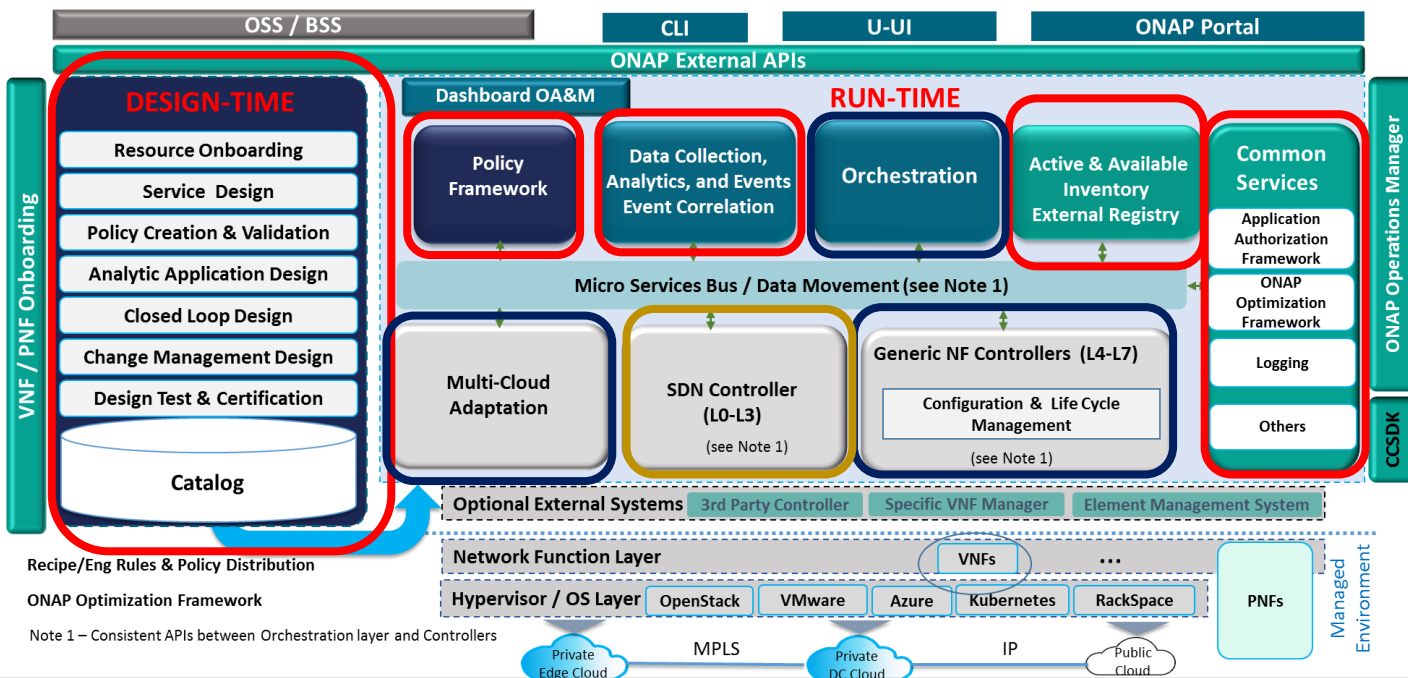 OSS / BSS
CLI
U-UI
ONAP Portal
ONAP External APIs
VNF / PNF Onboarding
DESIGN-TIME
Resource Onboarding
Service Design
Policy Creation & Validation
Analytic Application Design
Closed Loop Design
Change Management Design
Design Test & Certification
Catalog
Dashboard OA&M
RUN-TIME
Policy
Framework
Data Collection,
Analytics, and Events
Event Correlation
Orchestration
Active & Available
Inventory
External Registry
Common
Services
Application
Authorization
Framework
ONAP
Optimization
Framework
Logging
Others
ONAP Operations Manager
CCSDK
Micro Services Bus / Data Movement (see Note 1)
Multi-Cloud
Adaptation
SDN Controller
(L0-L3)
(see Note 1)
Generic NF Controllers (L4-L7)
Configuration & Life Cycle
Management
(see Note 1)
Optional External Systems
3rd Party Controller
Specific VNF Manager
Element Management System
Network Function Layer
VNFs
...
Hypervisor / OS Layer
OpenStack
VMware
Azure
Kubernetes
RackSpace
PNFs
Managed
Environment
Recipe/Eng Rules & Policy Distribution
ONAP Optimization Framework
Note 1 – Consistent APIs between Orchestration layer and Controllers
Private
Edge Cloud
MPLS
Private
DC Cloud
IP
Public
Cloud